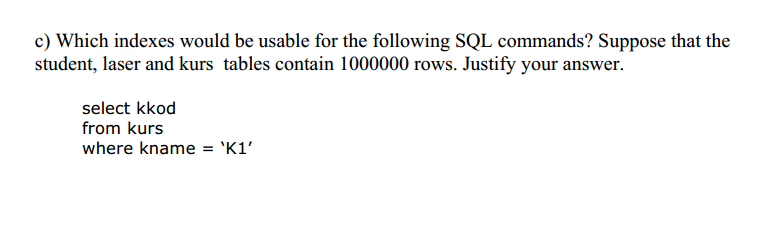 c) Which indexes would be usable for the following SQL commands? Suppose that the
student, laser and kurs  tables contain 1000000 rows. Justify your answer.
select kkod
from kurs
where kname = ‘K1’